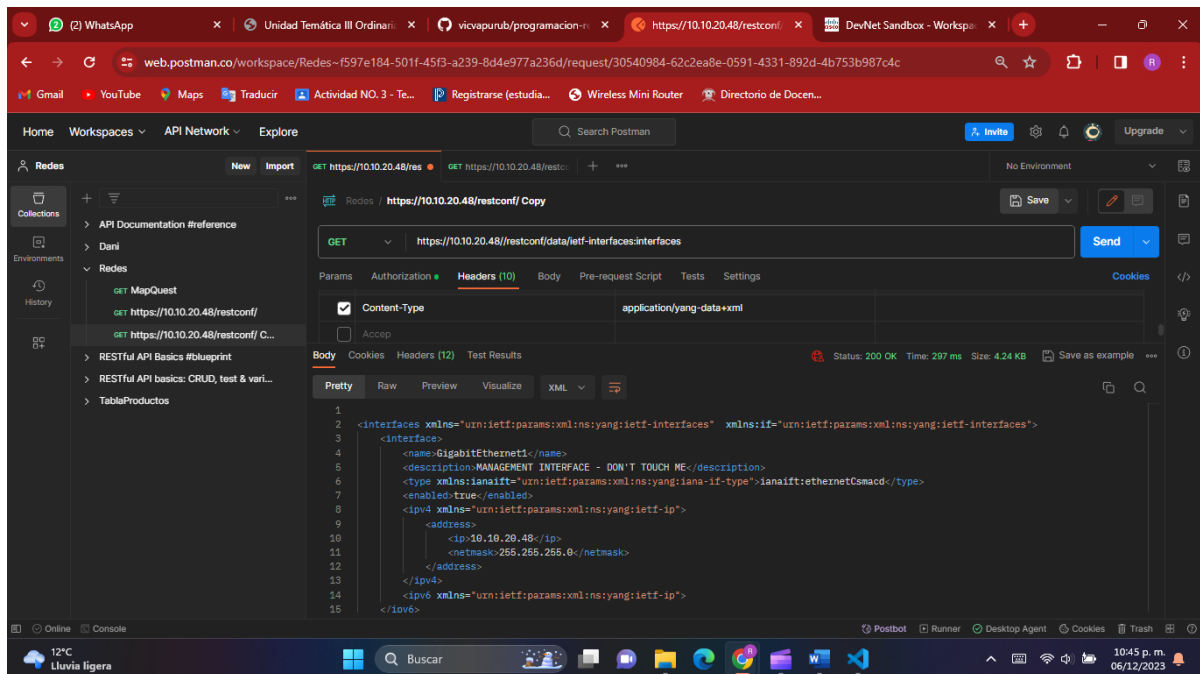 (2) WhatsApp
Unidad Temática III Ordinari
vicvapurub/programacion-r
https://10.10.20.48/restconf/
DevNet Sandbox - Workspac
web.postman.co/workspace/Redes~f597e184-501f-45f3-a239-8d4e977a236d/request/30540984-62c2ea8e-0591-4331-892d-4b753b987c4c
Gmail YouTube Maps Traducir Actividad NO. 3 - Te... Registrarse (estudia... Wireless Mini Router Directorio de Docen...
Home Workspaces API Network Explore Search Postman Invite Upgrade
Redes New Import GET https://10.10.20.48/res GET https://10.10.20.48/restco No Environment
Collections
Environments
History
API Documentation #reference
Dani
Redes
GET MapQuest
GET https://10.10.20.48/restconf/
GET https://10.10.20.48/restconf/ C...
RESTful API Basics #blueprint
RESTful API basics: CRUD, test & vari...
TablaProductos
HTTP Redes / https://10.10.20.48/restconf/ Copy Save
GET https://10.10.20.48//restconf/data/ietf-interfaces:interfaces Send
Params Authorization Headers (10) Body Pre-request Script Tests Settings Cookies
Content-Type application/yang-data+xml
Accep
Body Cookies Headers (12) Test Results Status: 200 OK Time: 297 ms Size: 4.24 KB Save as example
Pretty Raw Preview Visualize XML
1
2 <interfaces xmlns="urn:ietf:params:xml:ns:yang:ietf-interfaces" xmlns:if="urn:ietf:params:xml:ns:yang:ietf-interfaces">
3 <interface>
4 <name>GigabitEthernet1</name>
5 <description>MANAGEMENT INTERFACE - DON'T TOUCH ME</description>
6 <type xmlns:ianaift="urn:ietf:params:xml:ns:yang:iana-if-type">ianaift:ethernetCsmacd</type>
7 <enabled>true</enabled>
8 <ipv4 xmlns="urn:ietf:params:xml:ns:yang:ietf-ip">
9 <address>
10 <ip>10.10.20.48</ip>
11 <netmask>255.255.255.0</netmask>
12 </address>
13 </ipv4>
14 <ipv6 xmlns="urn:ietf:params:xml:ns:yang:ietf-ip">
15 </ipv6>
Online Console Postbot Runner Desktop Agent Cookies Trash
12°C
Lluvia ligera
Buscar
10:45 p. m.
06/12/2023